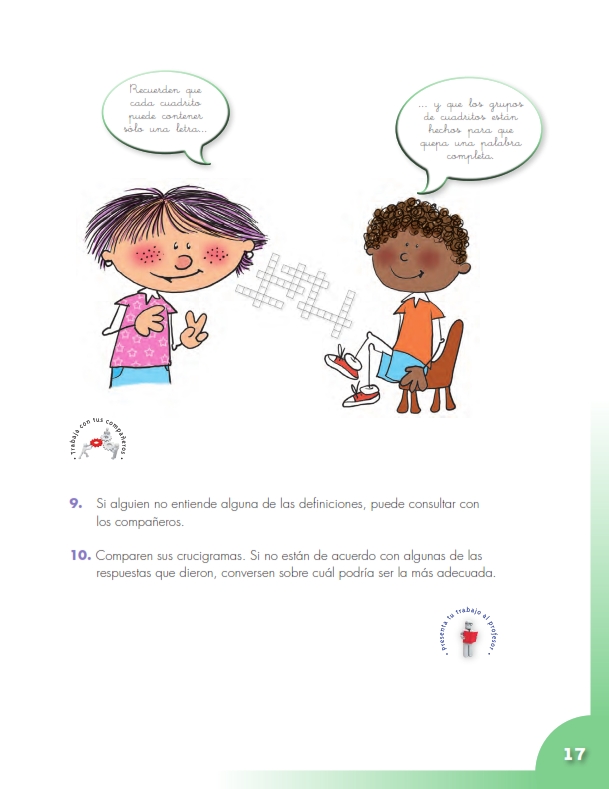 Recuerden que
cada cuadrito
puede contener
sólo una letra...
... y que los grupos
de cuadritos están
hechos para que
quepa una palabra
completa.
Trabaja con tus compañeros
9. Si alguien no entiende alguna de las definiciones, puede consultar con
los compañeros.
10. Comparen sus crucigramas. Si no están de acuerdo con algunas de las
respuestas que dieron, conversen sobre cuál podría ser la más adecuada.
• Presenta tu trabajo al profesor •
17